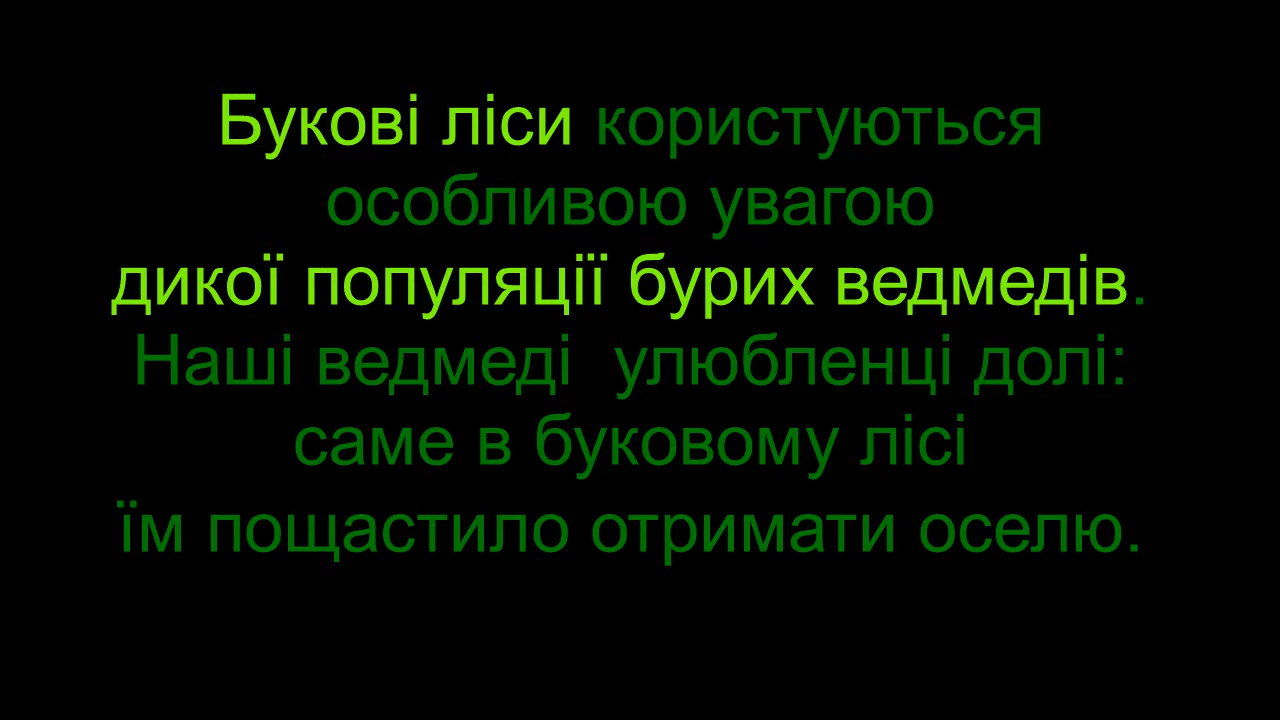 Букові ліси користуються
особливою увагою
дикої популяції бурих ведмедів.
Наші ведмеді  улюбленці долі:
саме в буковому лісі
їм пощастило отримати оселю.